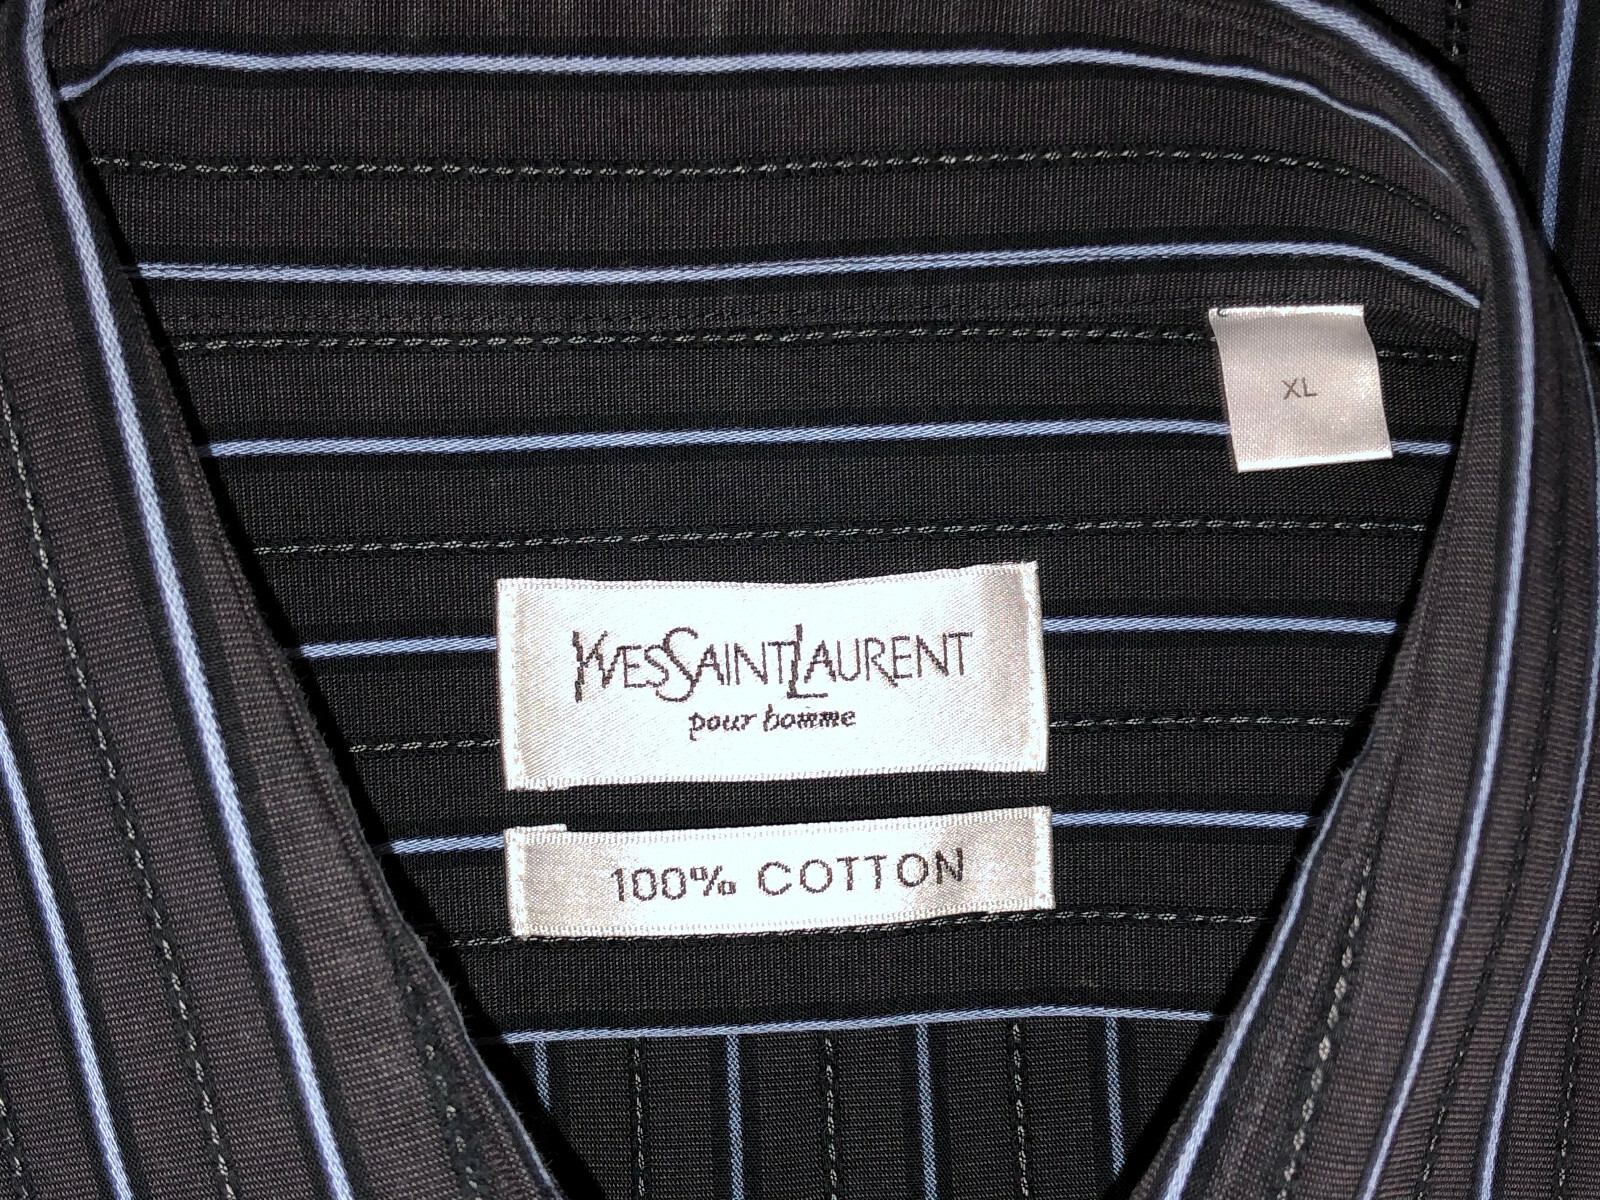 XL
YVESSAINTLAURENT
pour homme
100% COTTON